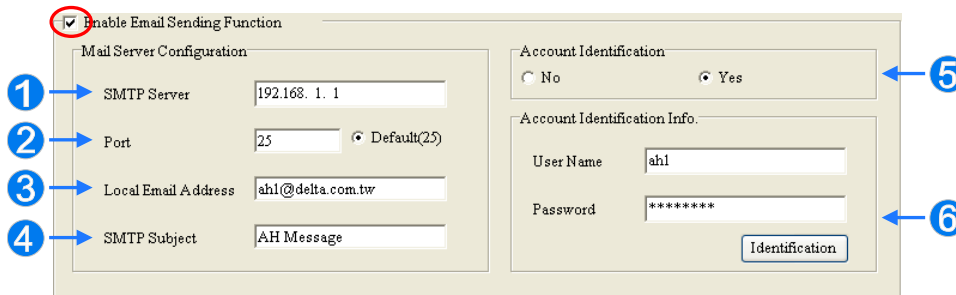 Enable Email Sending Function
Mail Server Configuration
1 SMTP Server 192.168. 1. 1
2 Port 25 Default(25)
3 Local Email Address ah1@delta.com.tw
4 SMTP Subject AH Message
Account Identification
No Yes 5
Account Identification Info.
User Name ah1
Password ********
6
Identification